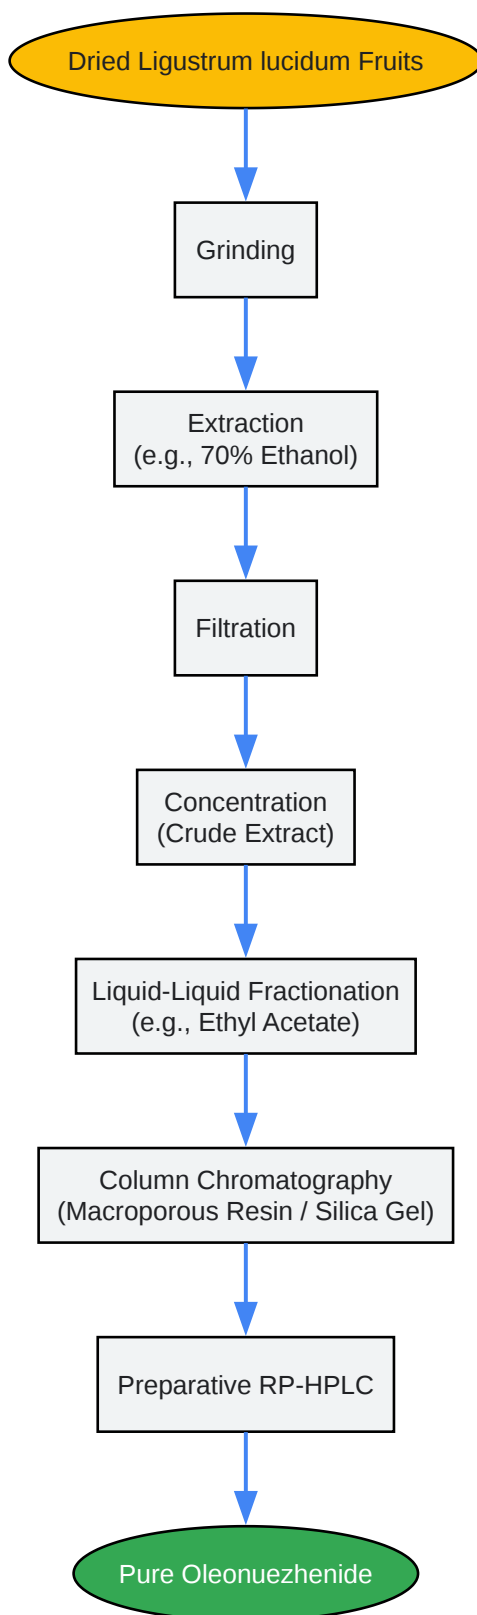 Dried Ligustrum lucidum Fruits
Grinding
Extraction
(e.g., 70% Ethanol)
Filtration
Concentration
(Crude Extract)
Liquid-Liquid Fractionation
(e.g., Ethyl Acetate)
Column Chromatography
(Macroporous Resin / Silica Gel)
Preparative RP-HPLC
Pure Oleonuezhenide